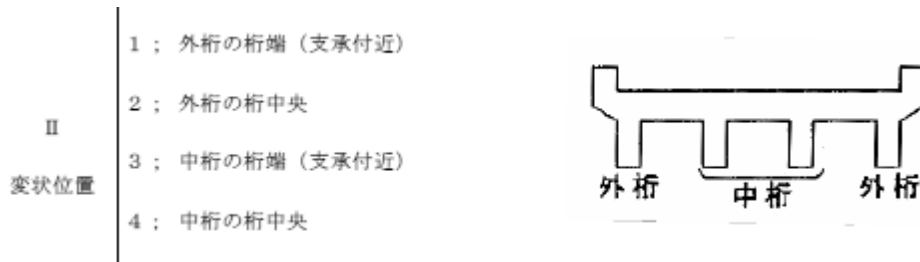 1 ; 外桁の桁端 (支承付近)
2 ; 外桁の桁中央
Ⅱ
変状位置
3 ; 中桁の桁端 (支承付近)
4 ; 中桁の桁中央
外桁
中桁
外桁